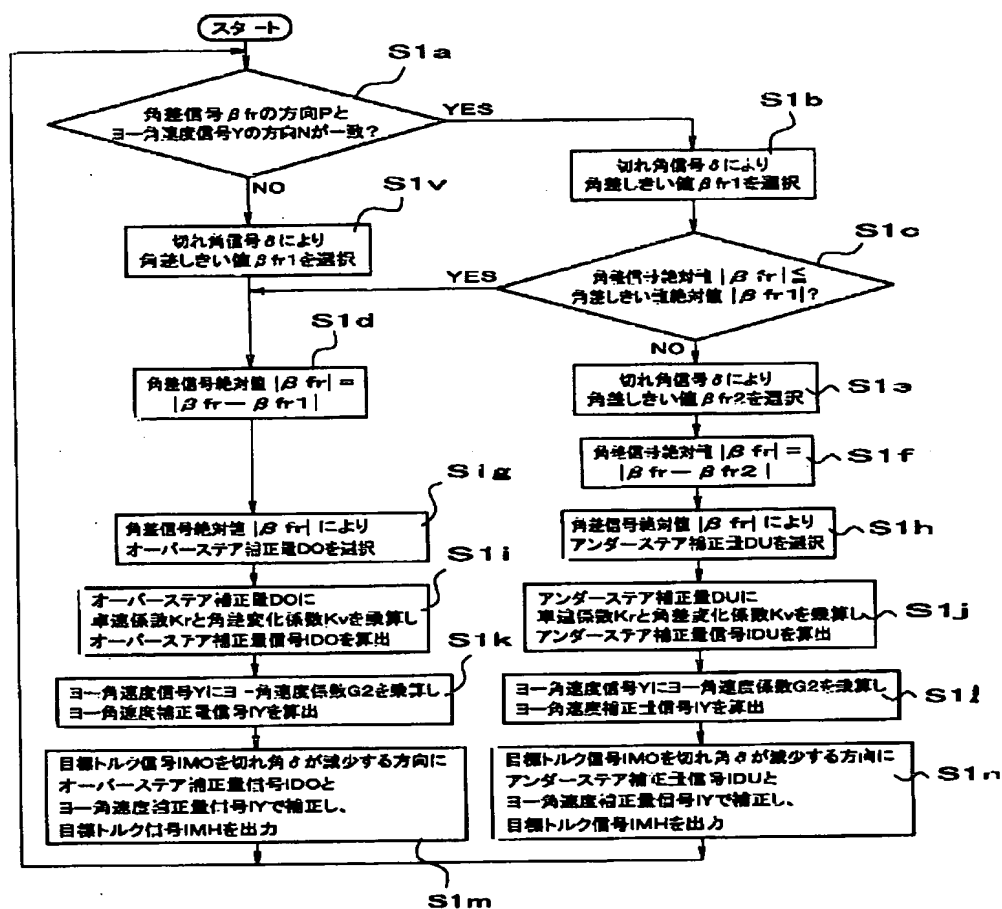 スタート
S1a
角差信号βfrの方向Pと
ヨー角速度信号Yの方向Nが一致?
YES
NO
S1b
切れ角信号δにより
角差しきい値βfr1を選択
S1v
切れ角信号δにより
角差しきい値βfr1を選択
S1c
角差信号絶対値|βfr|≦
角差しきい値絶対値|βfr1|?
YES
NO
S1d
角差信号絶対値|βfr|=
|βfr-βfr1|
S1e
切れ角信号δにより
角差しきい値βfr2を選択
角差信号絶対値|βfr|=
|βfr-βfr2|
S1f
S1g
角差信号絶対値|βfr|により
オーバーステア補正量DOを選択
角差信号絶対値|βfr|により
アンダーステア補正量DUを選択
S1h
S1i
オーバーステア補正量DOに
車速係数Krと角差変化係数Kvを乗算し
オーバーステア補正量信号IDOを算出
アンダーステア補正量DUに
車速係数Krと角差変化係数Kvを乗算し
アンダーステア補正量信号IDUを算出
S1j
S1k
ヨー角速度信号Yにヨー角速度係数G2を乗算し
ヨー角速度補正量信号IYを算出
ヨー角速度信号Yにヨー角速度係数G2を乗算し
ヨー角速度補正量信号IYを算出
S1l
目標トルク信号IMOを切れ角δが減少する方向に
オーバーステア補正量信号IDOと
ヨー角速度補正量信号IYで補正し、
目標トルク信号IMHを出力
S1m
目標トルク信号IMOを切れ角δが減少する方向に
アンダーステア補正量信号IDUと
ヨー角速度補正量信号IYで補正し、
目標トルク信号IMHを出力
S1n